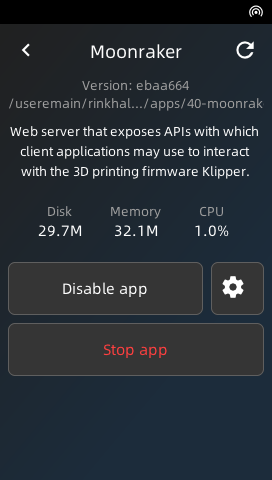 Moonraker
Version: ebaa664
/useremain/rinkhal.../apps/40-moonrak
Web server that exposes APIs with which
client applications may use to interact
with the 3D printing firmware Klipper.
Disk Memory CPU
29.7M 32.1M 1.0%
Disable app
Stop app